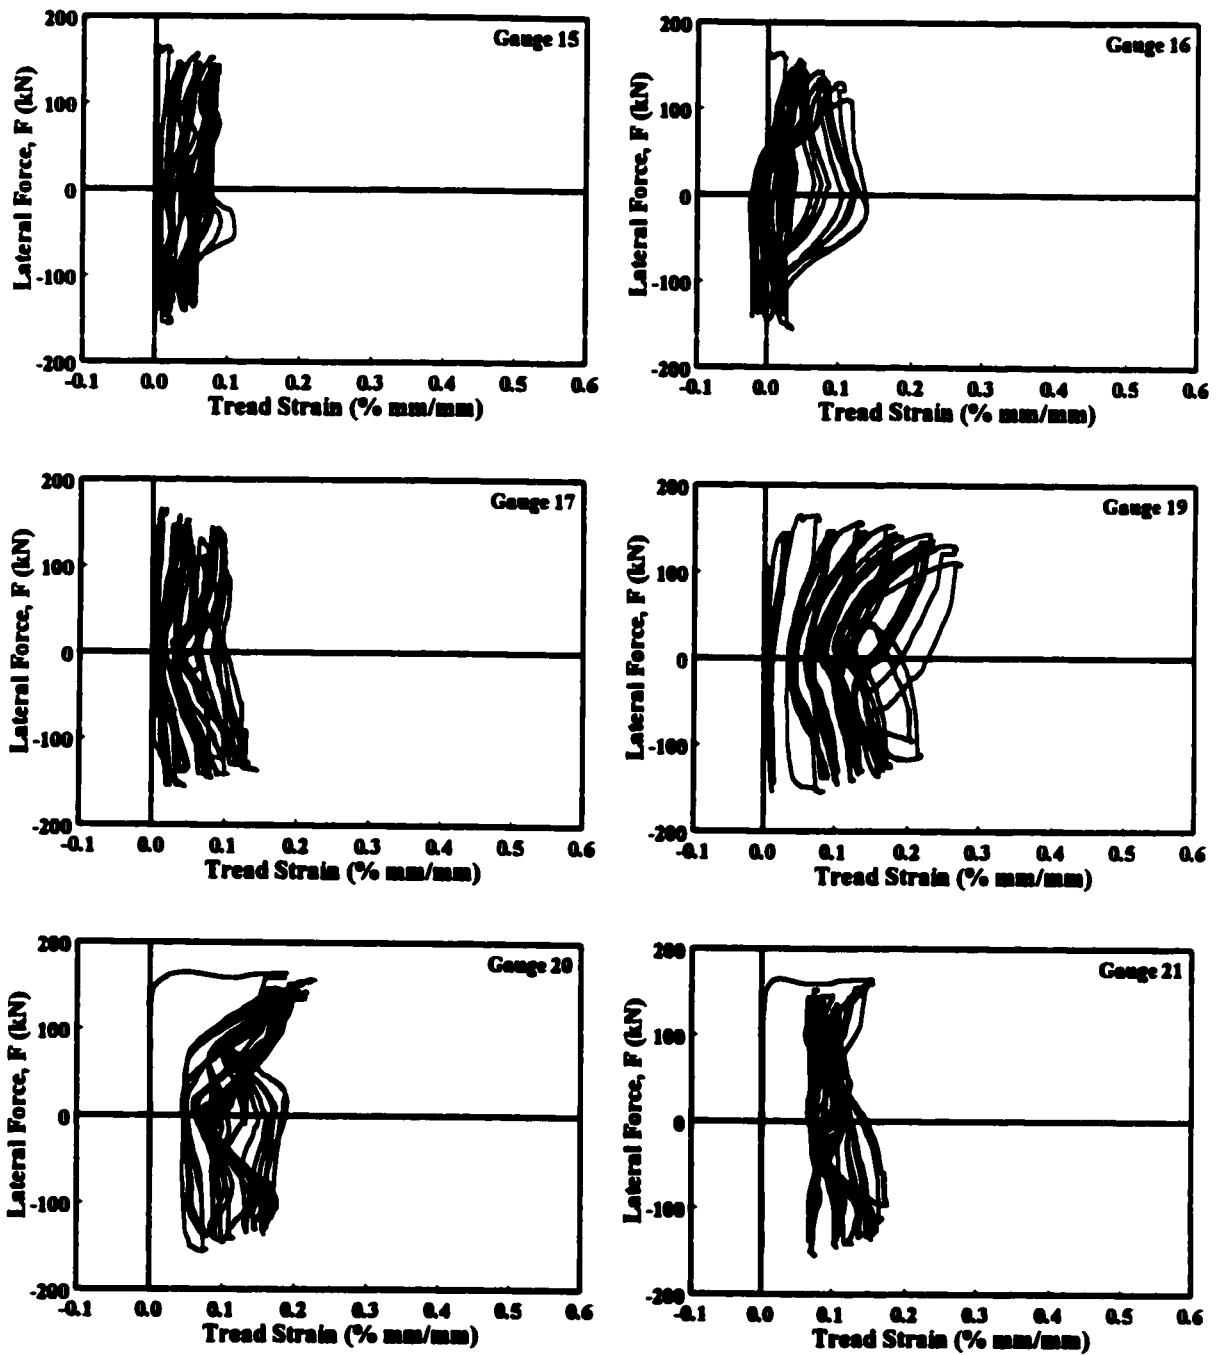 200
Gauge 15
100
0
-100
-200
Lateral Force, F (kN)
-0.1 0.0 0.1 0.2 0.3 0.4 0.5 0.6
Tread Strain (% mm/mm)
200
Gauge 16
100
0
-100
-200
Lateral Force, F (kN)
-0.1 0.0 0.1 0.2 0.3 0.4 0.5 0.6
Tread Strain (% mm/mm)
200
Gauge 17
100
0
-100
-200
Lateral Force, F (kN)
-0.1 0.0 0.1 0.2 0.3 0.4 0.5 0.6
Tread Strain (% mm/mm)
200
Gauge 19
100
0
-100
-200
Lateral Force, F (kN)
-0.1 0.0 0.1 0.2 0.3 0.4 0.5 0.6
Tread Strain (% mm/mm)
200
Gauge 20
100
0
-100
-200
Lateral Force, F (kN)
-0.1 0.0 0.1 0.2 0.3 0.4 0.5 0.6
Tread Strain (% mm/mm)
200
Gauge 21
100
0
-100
-200
Lateral Force, F (kN)
-0.1 0.0 0.1 0.2 0.3 0.4 0.5 0.6
Tread Strain (% mm/mm)